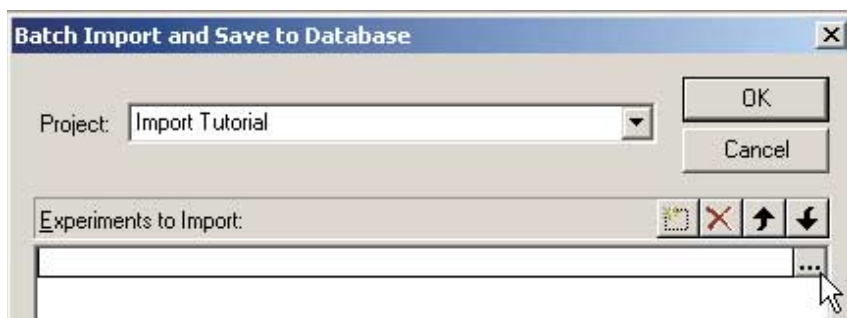 Batch Import and Save to Database
Project: Import Tutorial
OK
Cancel
Experiments to Import:
...